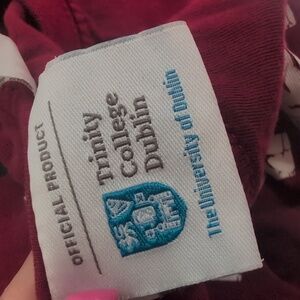 OFFICIAL PRODUCT
Trinity
College
Dublin
The University of Dublin